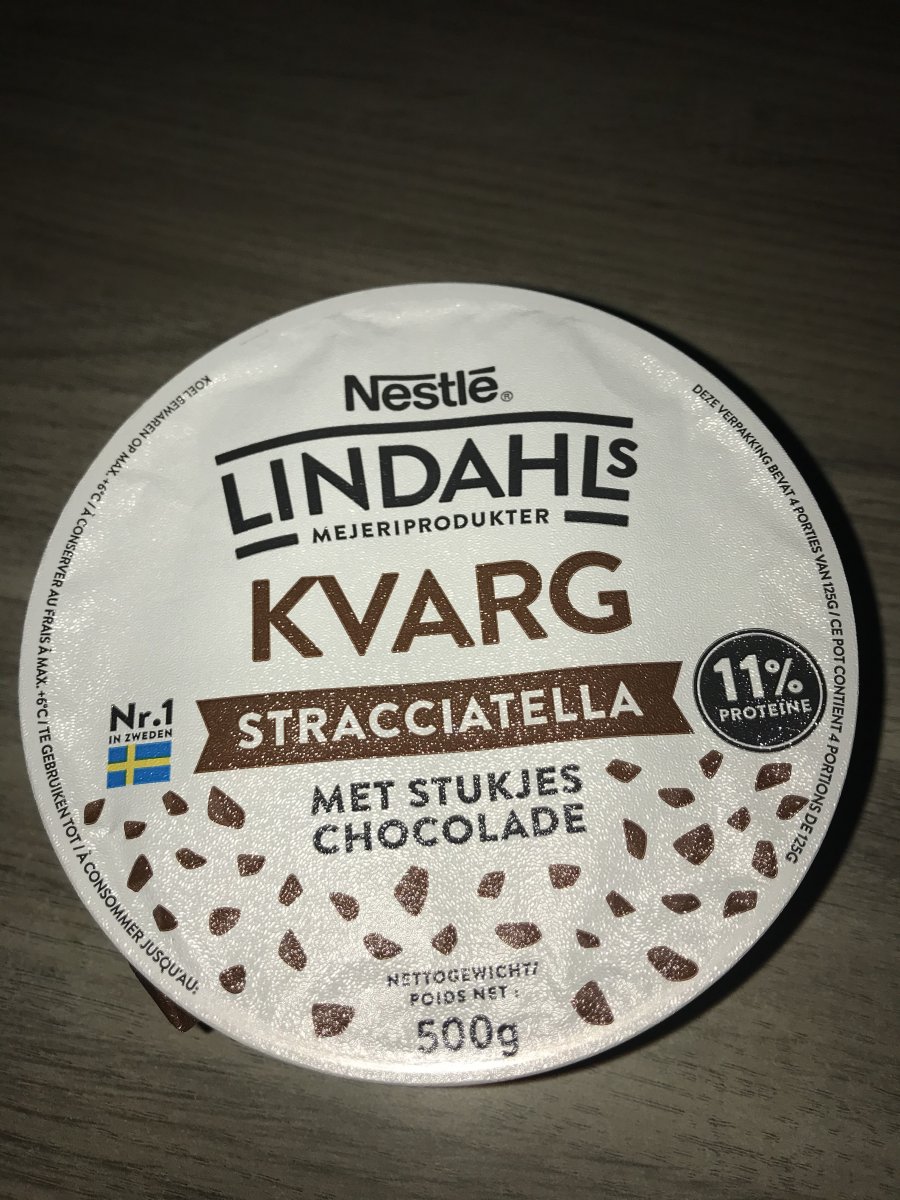 Nestlé®
LINDAHLS
MEJERIPRODUKTER
KVARG
STRACCIATELLA
11%
PROTEÏNE
Nr.1
IN ZWEDEN
MET STUKJES
CHOCOLADE
NETTOGEWICHT/
POIDS NET :
500g
KOEL BEWAREN OP MAX. +6°C / À CONSERVER AU FRAIS À MAX. +6°C / TE GEBRUIKEN TOT / À CONSOMMER JUSQU'AU:
DEZE VERPAKKING BEVAT 4 PORTIES VAN 125G / CE POT CONTIENT 4 PORTIONS DE 125G